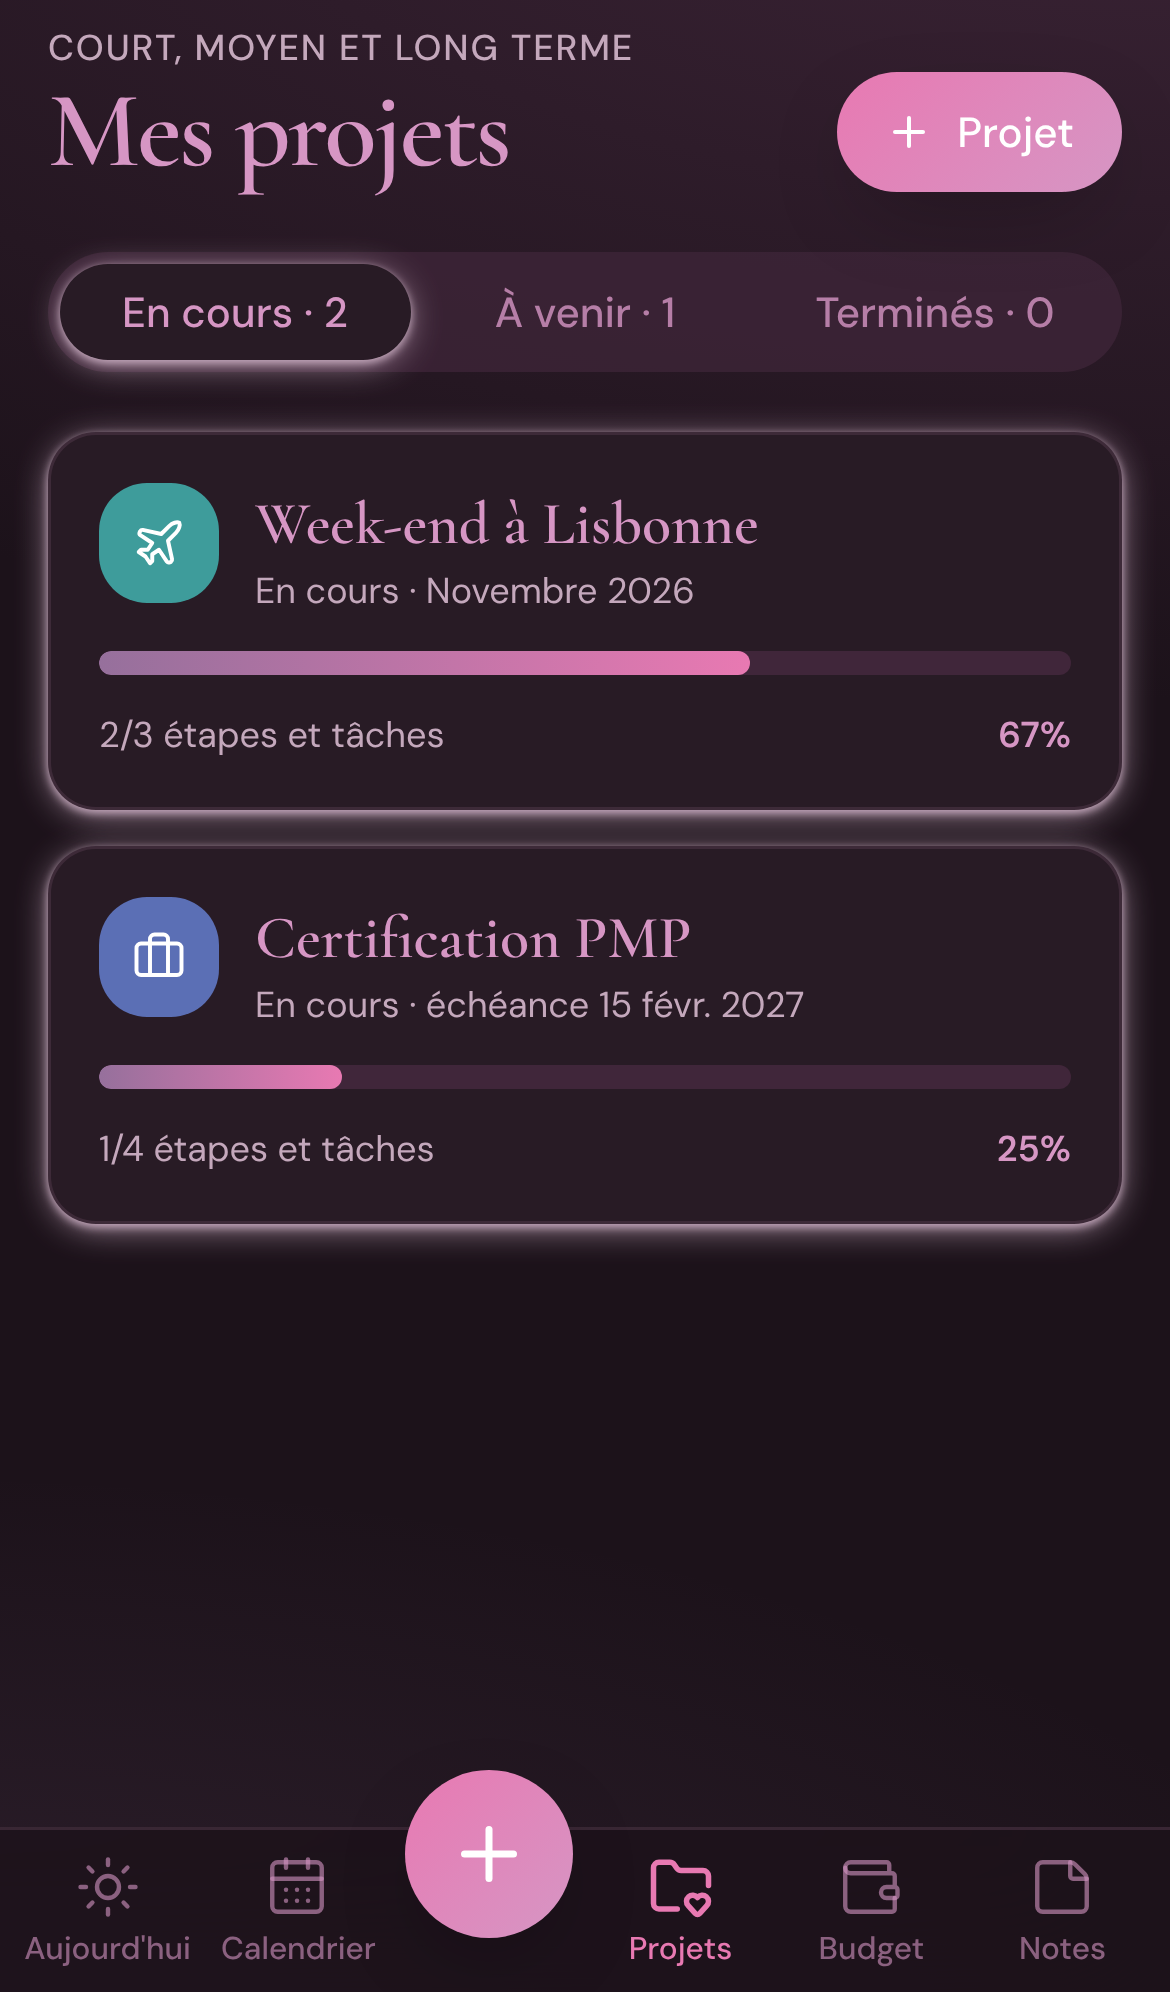 COURT, MOYEN ET LONG TERME
Mes projets
+ Projet
En cours · 2
À venir · 1
Terminés · 0
Week-end à Lisbonne
En cours · Novembre 2026
2/3 étapes et tâches
67%
Certification PMP
En cours · échéance 15 févr. 2027
1/4 étapes et tâches
25%
Aujourd'hui
Calendrier
Projets
Budget
Notes